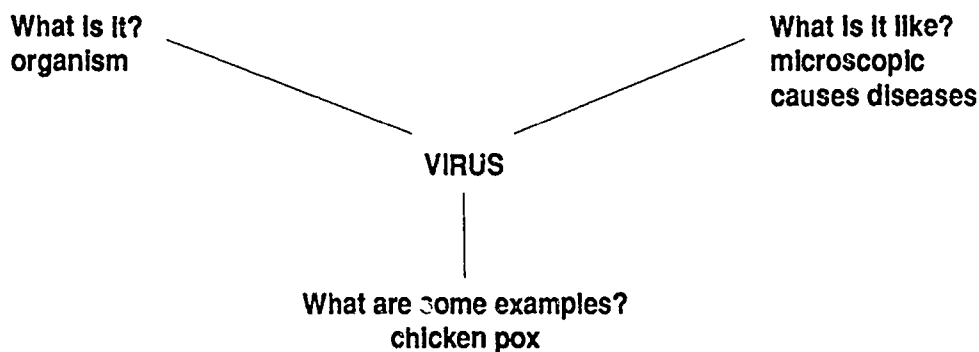 What is it?
organism
What is it like?
microscopic
causes diseases
VIRUS
What are some examples?
chicken pox